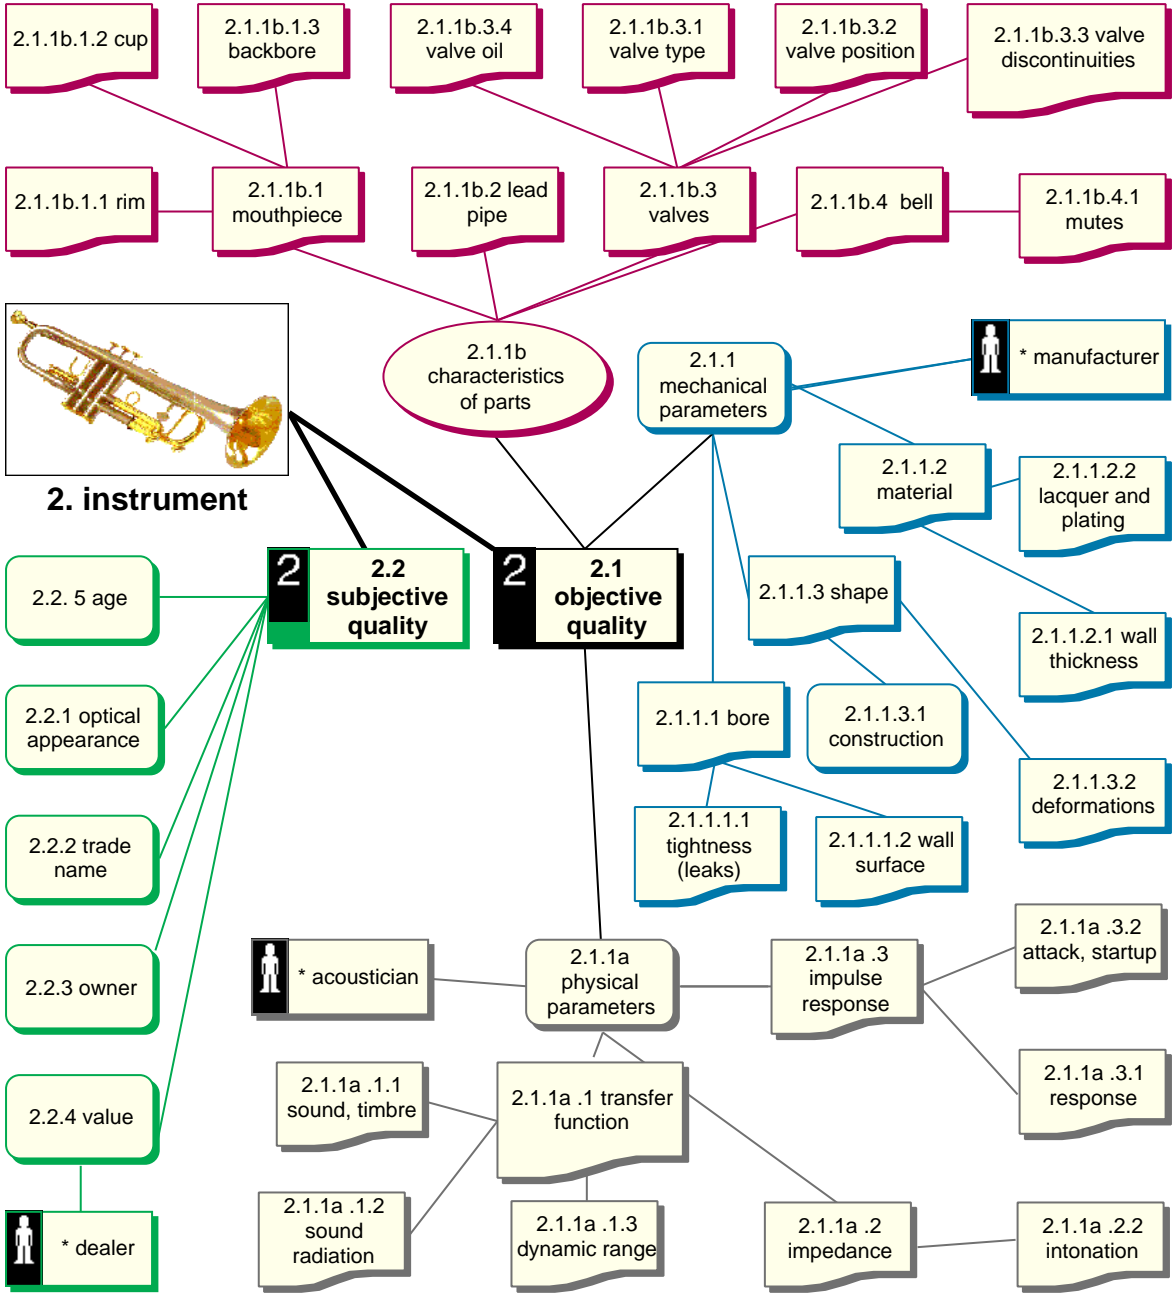 2.1.1b.1.2 cup
2.1.1b.1.3
backbore
2.1.1b.3.4
valve oil
2.1.1b.3.1
valve type
2.1.1b.3.2
valve position
2.1.1b.3.3 valve
discontinuities
2.1.1b.1.1 rim
2.1.1b.1
mouthpiece
2.1.1b.2 lead
pipe
2.1.1b.3
valves
2.1.1b.4  bell
2.1.1b.4.1
mutes
2.1.1b
characteristics
of parts
2.1.1
mechanical
parameters
* manufacturer
2. instrument
2.1.1.2
material
2.1.1.2.2
lacquer and
plating
2.2. 5 age
2
2.2
subjective
quality
2
2.1
objective
quality
2.1.1.3 shape
2.1.1.2.1 wall
thickness
2.2.1 optical
appearance
2.1.1.1 bore
2.1.1.3.1
construction
2.1.1.3.2
deformations
2.2.2 trade
name
2.1.1.1.1
tightness
(leaks)
2.1.1.1.2 wall
surface
2.2.3 owner
* acoustician
2.1.1a
physical
parameters
2.1.1a .3
impulse
response
2.1.1a .3.2
attack, startup
2.2.4 value
2.1.1a .1.1
sound, timbre
2.1.1a .1 transfer
function
2.1.1a .3.1
response
* dealer
2.1.1a .1.2
sound
radiation
2.1.1a .1.3
dynamic range
2.1.1a .2
impedance
2.1.1a .2.2
intonation